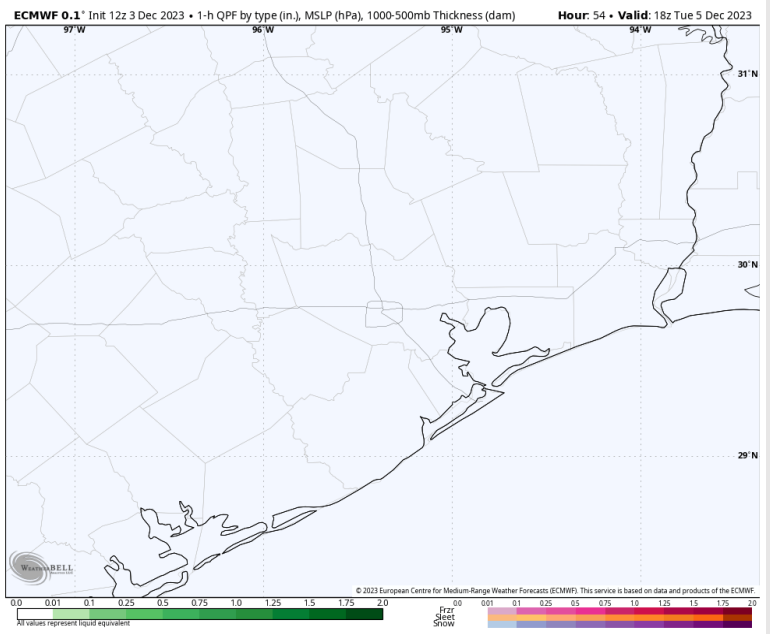 ECMWF 0.1° Init 12z 3 Dec 2023 • 1-h QPF by type (in.), MSLP (hPa), 1000-500mb Thickness (dam) Hour: 54 • Valid: 18z Tue 5 Dec 2023
97°W 96°W 95°W 94°W
31°N
30°N
29°N
WEATHERBELL
© 2023 European Centre for Medium-Range Weather Forecasts (ECMWF). This service is based on data and products of the ECMWF.
0.0 0.01 0.1 0.25 0.5 0.75 1.0 1.25 1.5 1.75 2.0 0.0 0.01 0.1 0.25 0.5 0.75 1.0 1.25 1.5 1.75 2.0
Frzr
Sleet
Snow
All values represent liquid equivalent